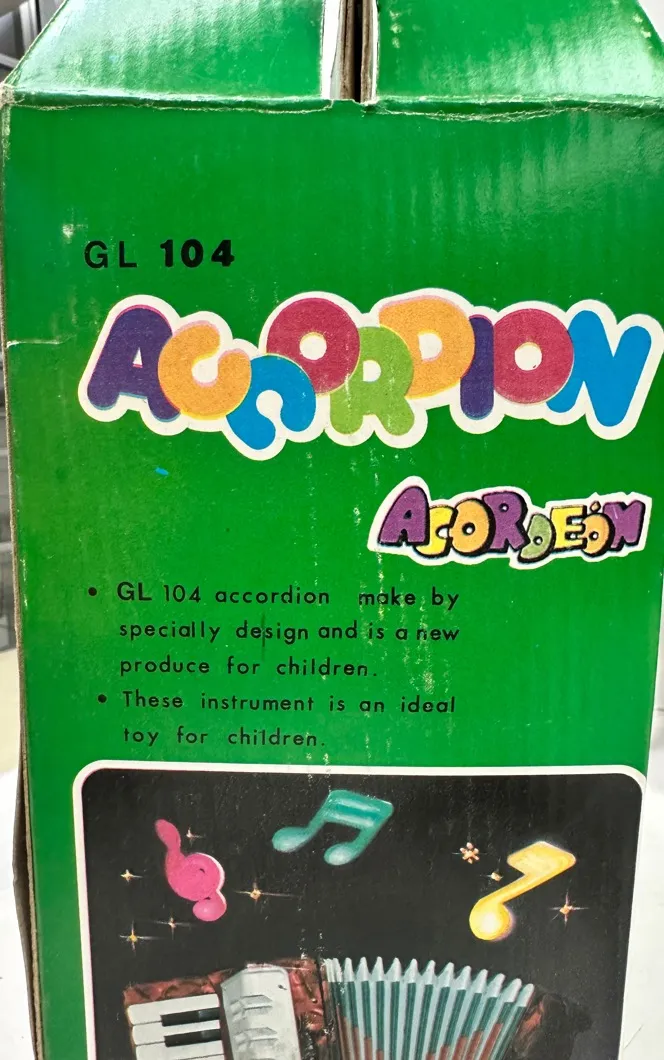 GL 104
ACCORDION
ACORDEÓN
• GL 104 accordion make by
specially design and is a new
produce for children.
• These instrument is an ideal
toy for children.